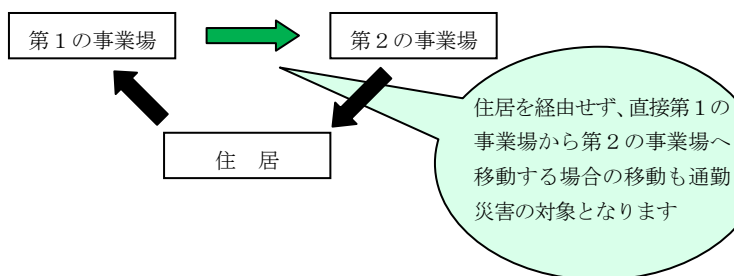 第1の事業場
第2の事業場
住居を経由せず、直接第1の
事業場から第2の事業場へ
移動する場合の移動も通勤
災害の対象となります
住　居